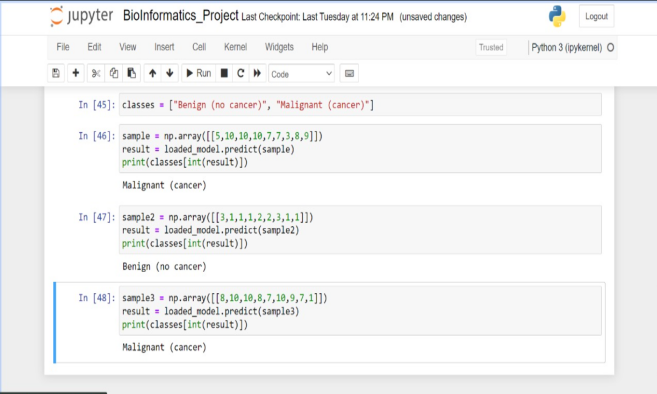 jupyter BioInformatics_Project Last Checkpoint: Last Tuesday at 11:24 PM (unsaved changes) Logout
File Edit View Insert Cell Kernel Widgets Help Trusted Python 3 (ipykernel)
Run Code
In [45]: classes = ["Benign (no cancer)", "Malignant (cancer)"]
In [46]: sample = np.array([[5,10,10,10,7,7,3,8,9]])
result = loaded_model.predict(sample)
print(classes[int(result)])
Malignant (cancer)
In [47]: sample2 = np.array([[3,1,1,1,2,2,3,1,1]])
result = loaded_model.predict(sample2)
print(classes[int(result)])
Benign (no cancer)
In [48]: sample3 = np.array([[8,10,10,8,7,10,9,7,1]])
result = loaded_model.predict(sample3)
print(classes[int(result)])
Malignant (cancer)